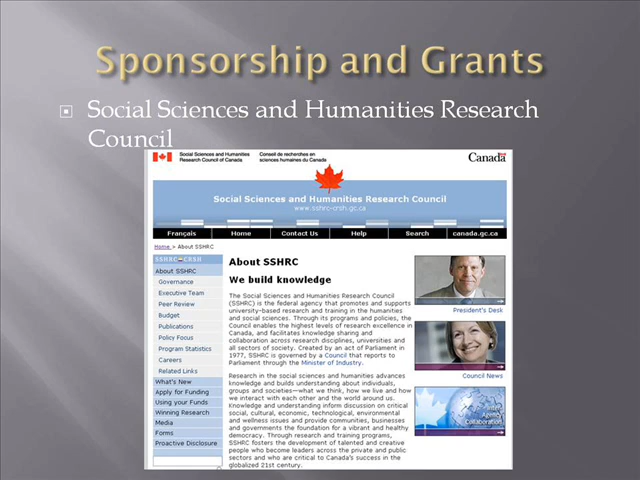 Sponsorship and Grants
Social Sciences and Humanities Research
Council
Social Sciences and Humanities
Research Council of Canada
Conseil de recherches en
sciences humaines du Canada
Canada
Social Sciences and Humanities Research Council
www.sshrc-crsh.gc.ca
Français Home Contact Us Help Search canada.gc.ca
Home > About SSHRC
SSHRC CRSH
About SSHRC
Governance
Executive Team
Peer Review
Budget
Publications
Policy Focus
Program Statistics
Careers
Related Links
What's New
Apply for Funding
Using your Funds
Winning Research
Media
Forms
Proactive Disclosure
About SSHRC
We build knowledge
The Social Sciences and Humanities Research Council
(SSHRC) is the federal agency that promotes and supports
university-based research and training in the humanities
and social sciences. Through its programs and policies, the
Council enables the highest levels of research excellence in
Canada, and facilitates knowledge sharing and
collaboration across research disciplines, universities and
all sectors of society. Created by an act of Parliament in
1977, SSHRC is governed by a Council that reports to
Parliament through the Minister of Industry.
Research in the social sciences and humanities advances
knowledge and builds understanding about individuals,
groups and societies—what we think, how we live and how
we interact with each other and the world around us.
Knowledge and understanding inform discussion on critical
social, cultural, economic, technological, environmental
and wellness issues and provide communities, businesses
and governments the foundation for a vibrant and healthy
democracy. Through research and training programs,
SSHRC fosters the development of talented and creative
people who become leaders across the private and public
sectors and who are critical to Canada's success in the
globalized 21st century.
President's Desk
Council News
Inter
Agency
Collaboration